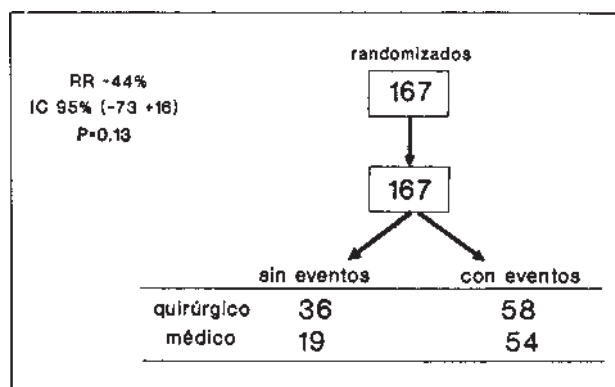 randomizados
167
RR -44%
IC 95% (-73 +16)
P=0.13
167
sin eventos con eventos
quirúrgico 36 58
médico 19 54